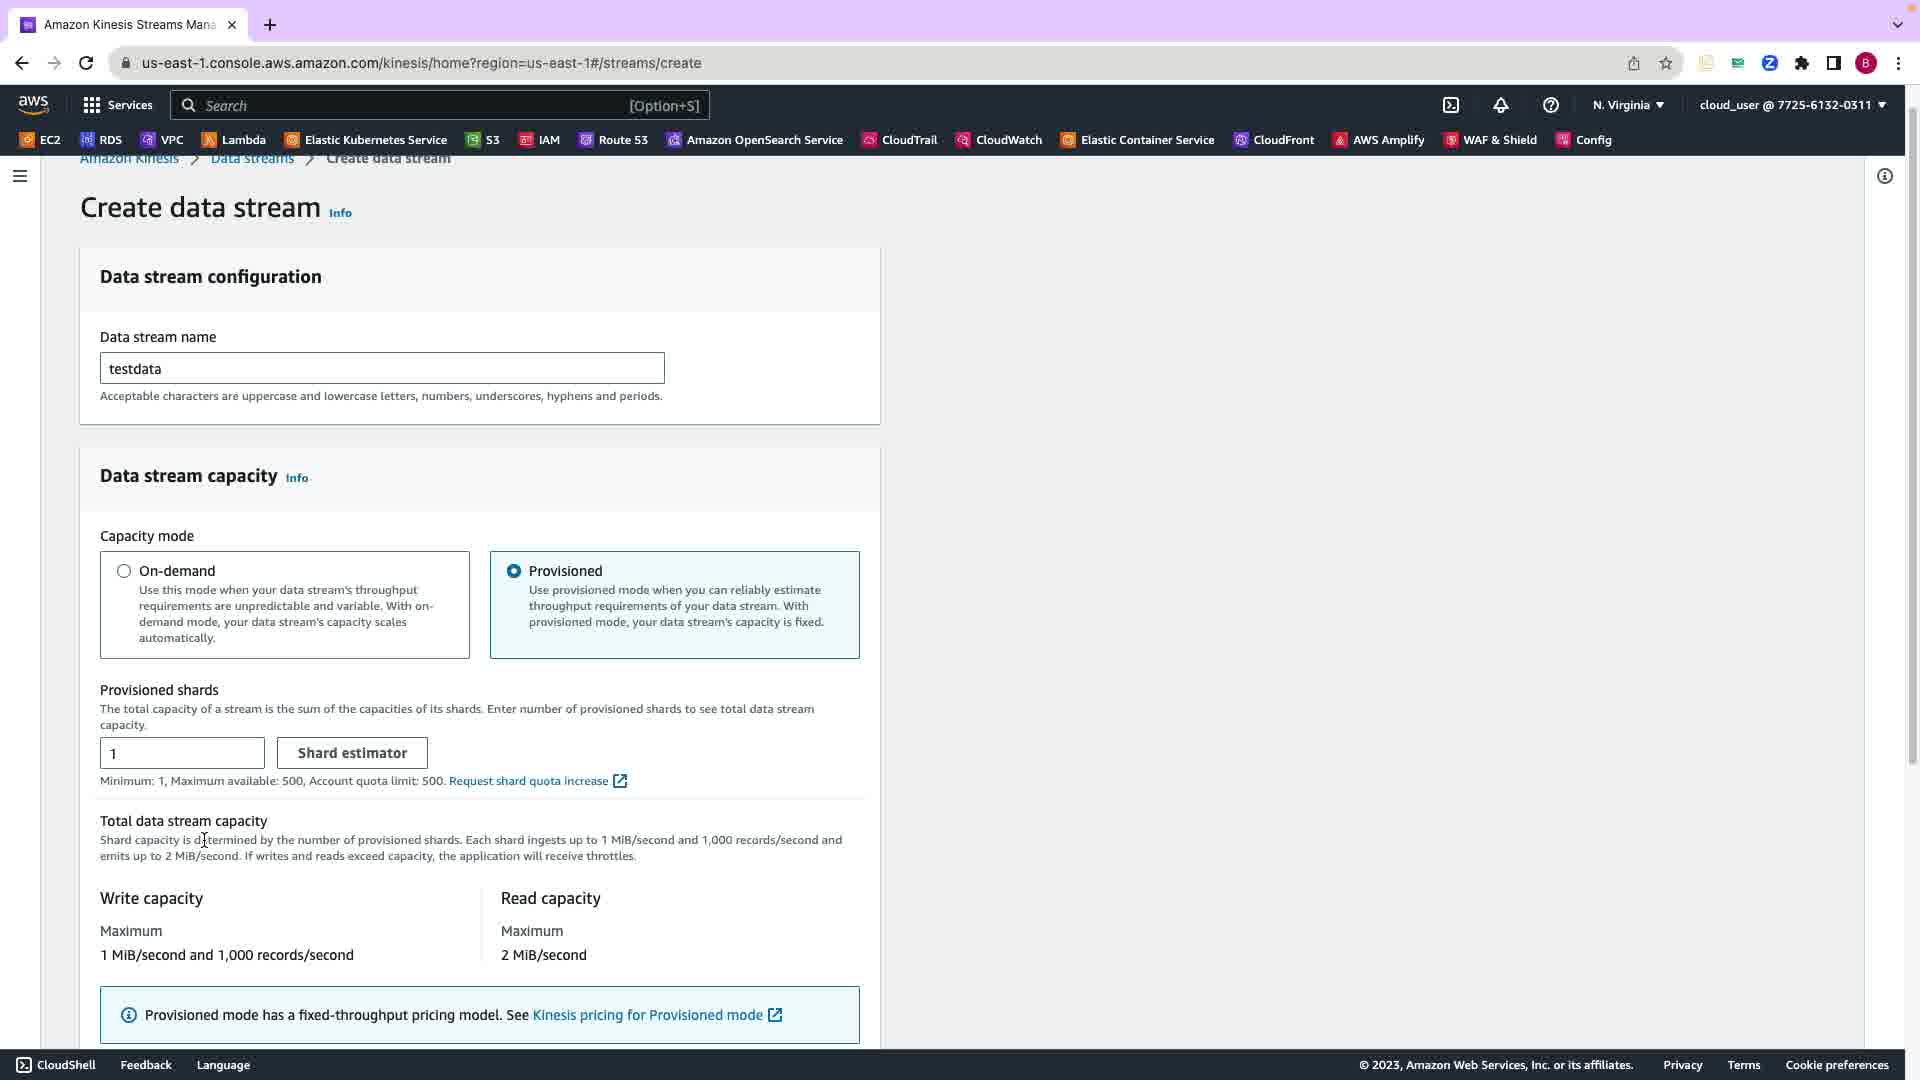 Amazon Kinesis Streams Mana
us-east-1.console.aws.amazon.com/kinesis/home?region=us-east-1#/streams/create
B
aws Services Search [Option+S] N. Virginia cloud_user @ 7725-6132-0311
EC2 RDS VPC Lambda Elastic Kubernetes Service S3 IAM Route 53 Amazon OpenSearch Service CloudTrail CloudWatch Elastic Container Service CloudFront AWS Amplify WAF & Shield Config
Amazon Kinesis > Data streams > Create data stream
Create data stream Info
Data stream configuration
Data stream name
testdata
Acceptable characters are uppercase and lowercase letters, numbers, underscores, hyphens and periods.
Data stream capacity Info
Capacity mode
On-demand
Use this mode when your data stream's throughput
requirements are unpredictable and variable. With on-
demand mode, your data stream's capacity scales
automatically.
Provisioned
Use provisioned mode when you can reliably estimate
throughput requirements of your data stream. With
provisioned mode, your data stream's capacity is fixed.
Provisioned shards
The total capacity of a stream is the sum of the capacities of its shards. Enter number of provisioned shards to see total data stream
capacity.
1 Shard estimator
Minimum: 1, Maximum available: 500, Account quota limit: 500. Request shard quota increase
Total data stream capacity
Shard capacity is determined by the number of provisioned shards. Each shard ingests up to 1 MiB/second and 1,000 records/second and
emits up to 2 MiB/second. If writes and reads exceed capacity, the application will receive throttles.
Write capacity
Maximum
1 MiB/second and 1,000 records/second
Read capacity
Maximum
2 MiB/second
Provisioned mode has a fixed-throughput pricing model. See Kinesis pricing for Provisioned mode
CloudShell Feedback Language © 2023, Amazon Web Services, Inc. or its affiliates. Privacy Terms Cookie preferences